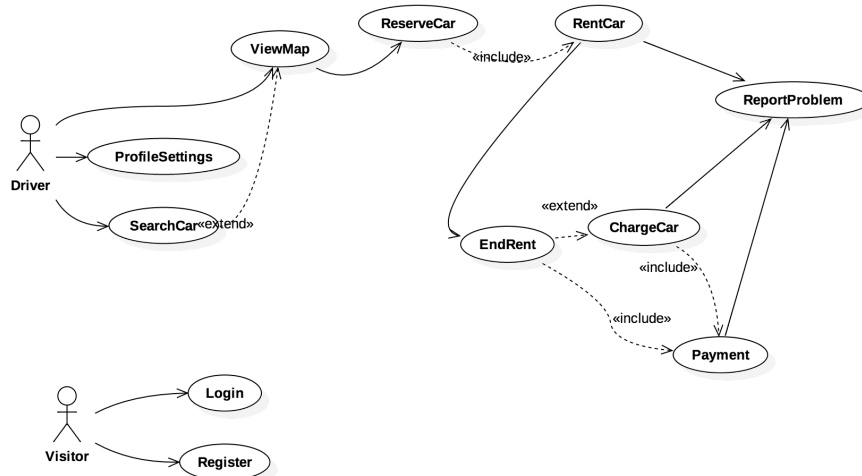 ReserveCar
RentCar
ViewMap
«include»
ReportProblem
ProfileSettings
Driver
SearchCar
«extend»
«extend»
ChargeCar
EndRent
«include»
«include»
Payment
Login
Visitor
Register